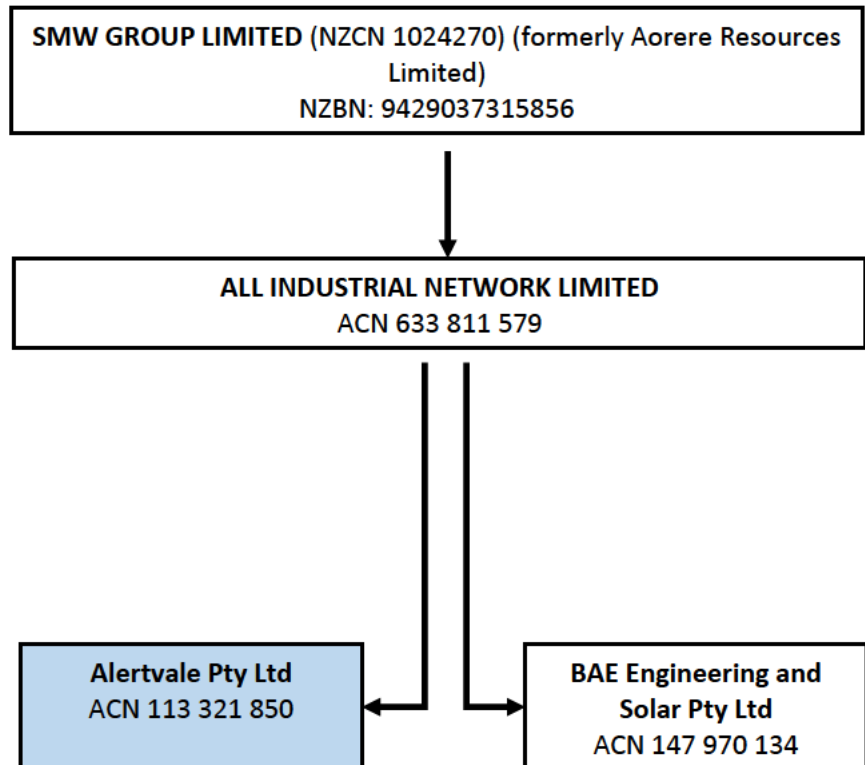 SMW GROUP LIMITED (NZCN 1024270) (formerly Aorere Resources
Limited)
NZBN: 9429037315856
ALL INDUSTRIAL NETWORK LIMITED
ACN 633 811 579
Alertvale Pty Ltd
ACN 113 321 850
BAE Engineering and
Solar Pty Ltd
ACN 147 970 134